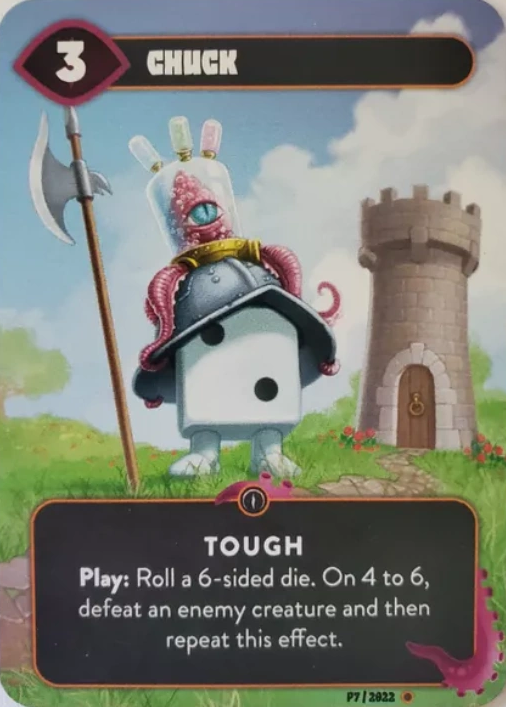 3 CHUCK
TOUGH
Play: Roll a 6-sided die. On 4 to 6,
defeat an enemy creature and then
repeat this effect.
P7 / 2022